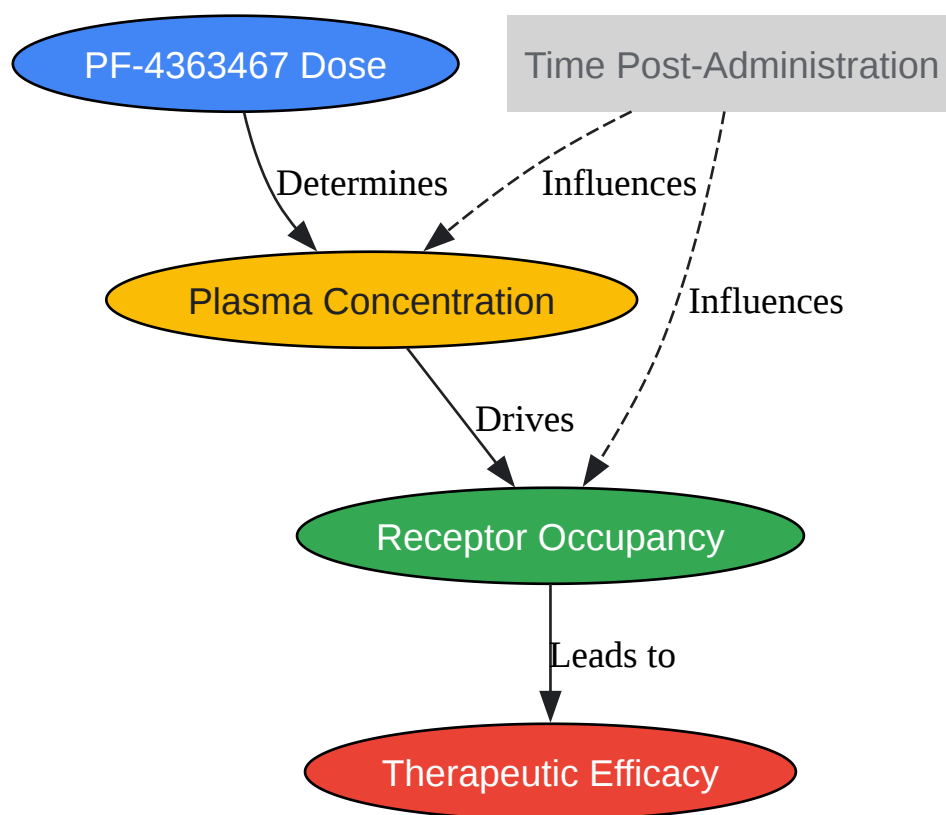 PF-4363467 Dose
Time Post-Administration
Determines
Influences
Plasma Concentration
Influences
Drives
Receptor Occupancy
Leads to
Therapeutic Efficacy